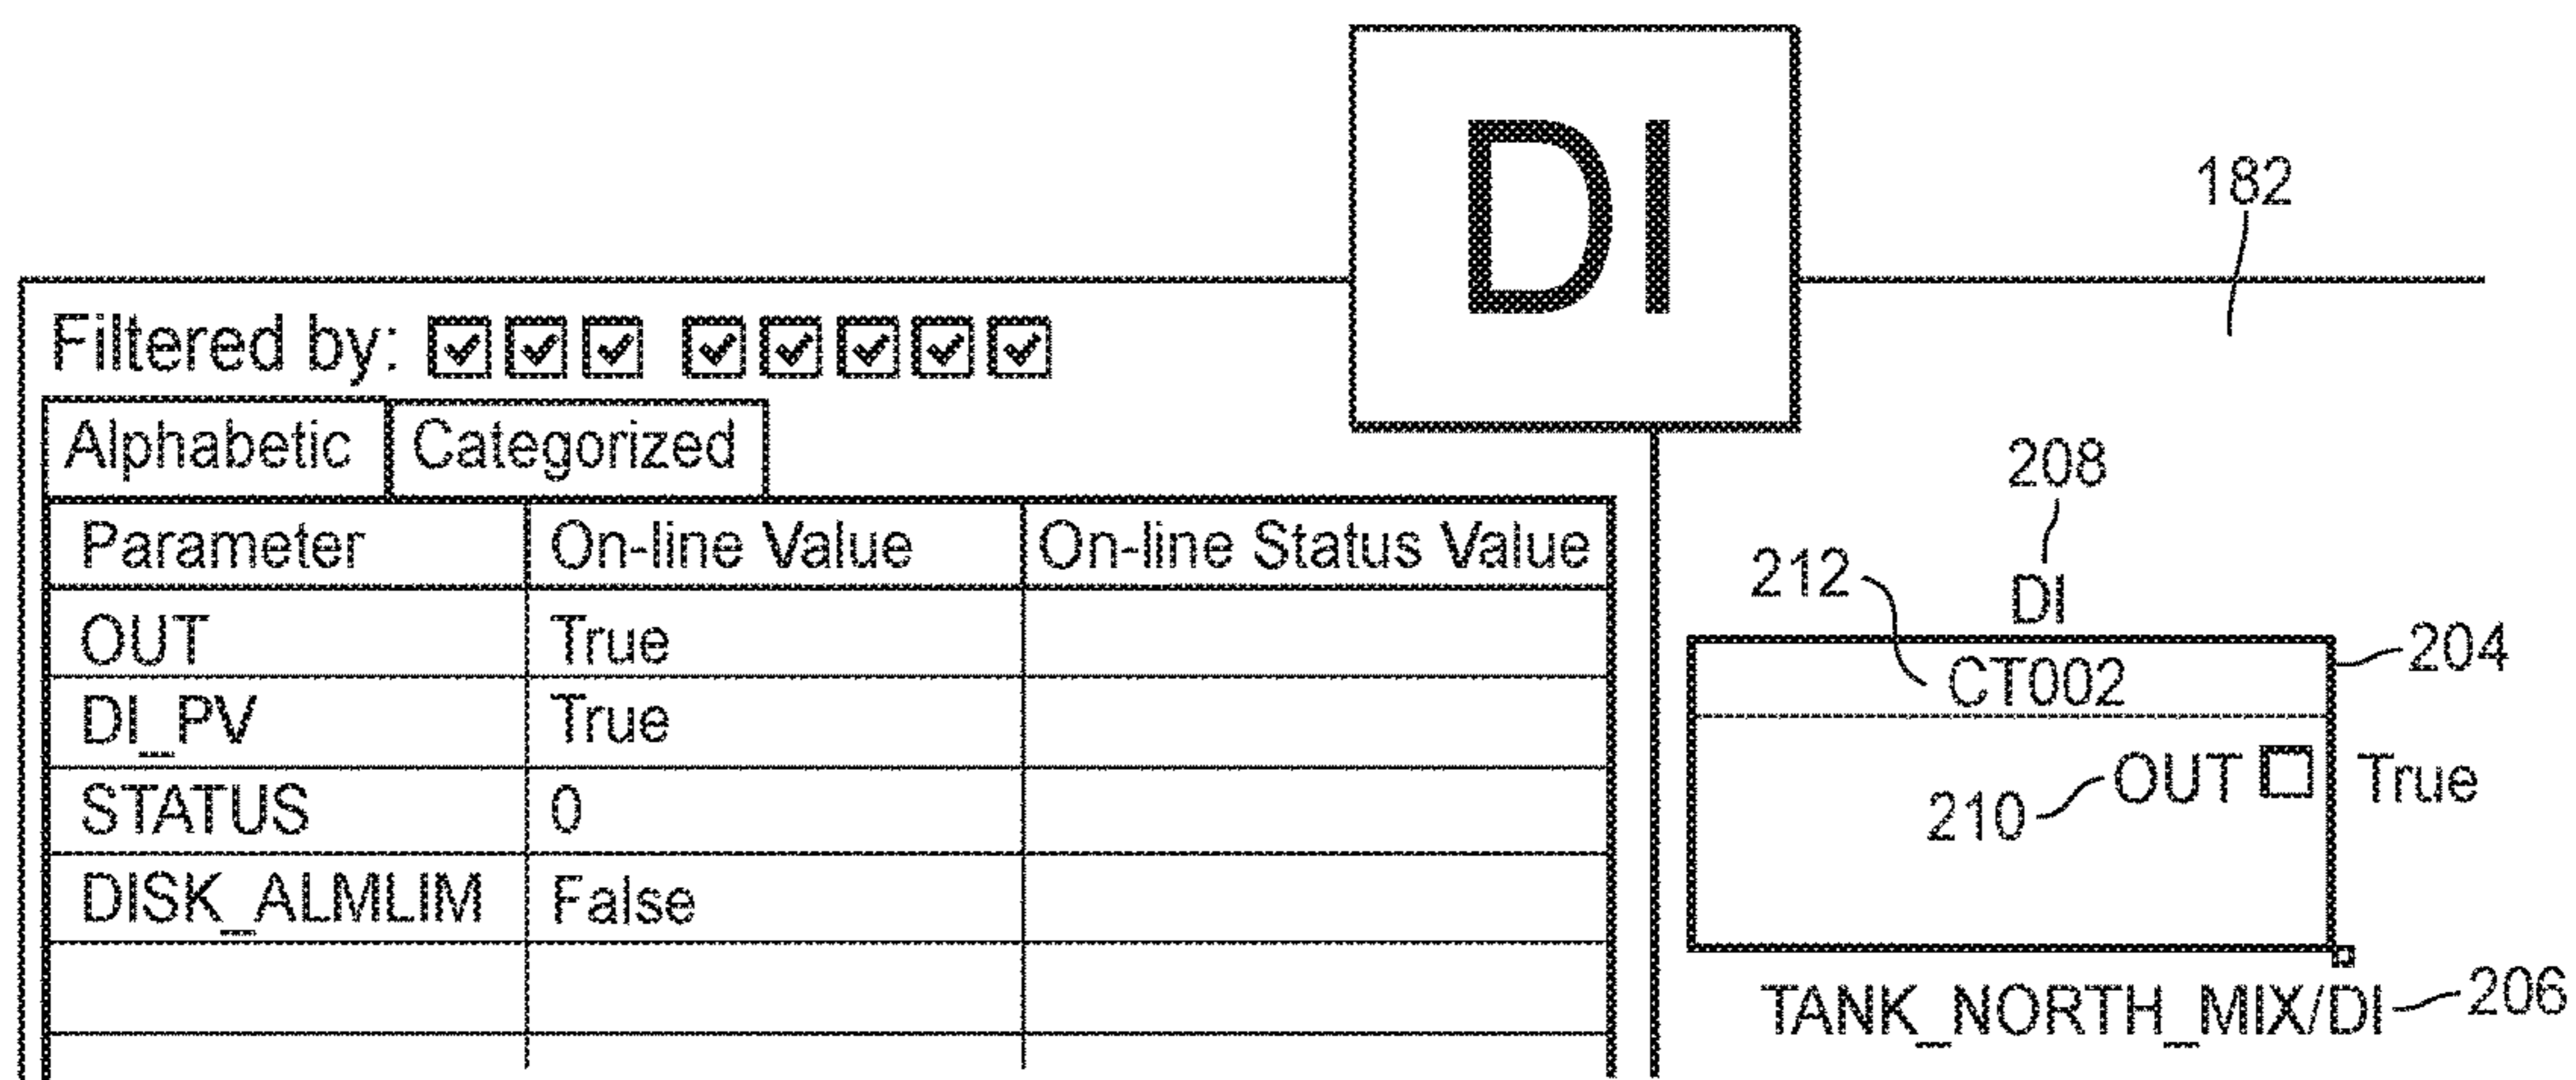 DI
182
Filtered by:
Alphabetic Categorized
Parameter On-line Value On-line Status Value
OUT True
DI_PV True
STATUS 0
DISK_ALMLIM False
208
212
DI
204
CT002
OUT True
210
TANK_NORTH_MIX/DI
206